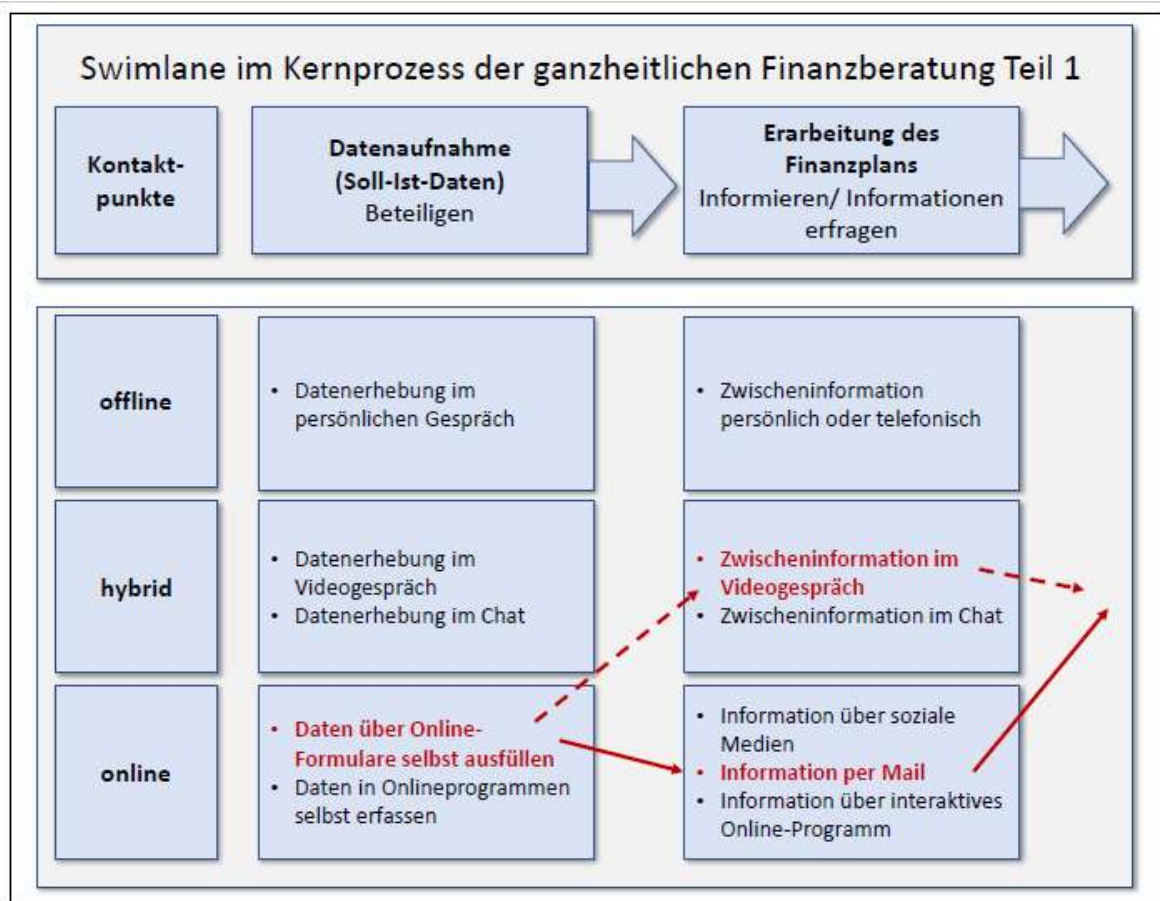 Swimlane im Kernprozess der ganzheitlichen Finanzberatung Teil 1
Kontakt-
punkte
Datenaufnahme
(Soll-Ist-Daten)
Beteiligen
Erarbeitung des
Finanzplans
Informieren/ Informationen
erfragen
offline
• Datenerhebung im
persönlichen Gespräch
• Zwischeninformation
persönlich oder telefonisch
hybrid
• Datenerhebung im
Videogespräch
• Datenerhebung im Chat
• Zwischeninformation im
Videogespräch
• Zwischeninformation im Chat
online
• Daten über Online-
Formulare selbst ausfüllen
• Daten in Onlineprogrammen
selbst erfassen
• Information über soziale
Medien
• Information per Mail
• Information über interaktives
Online-Programm